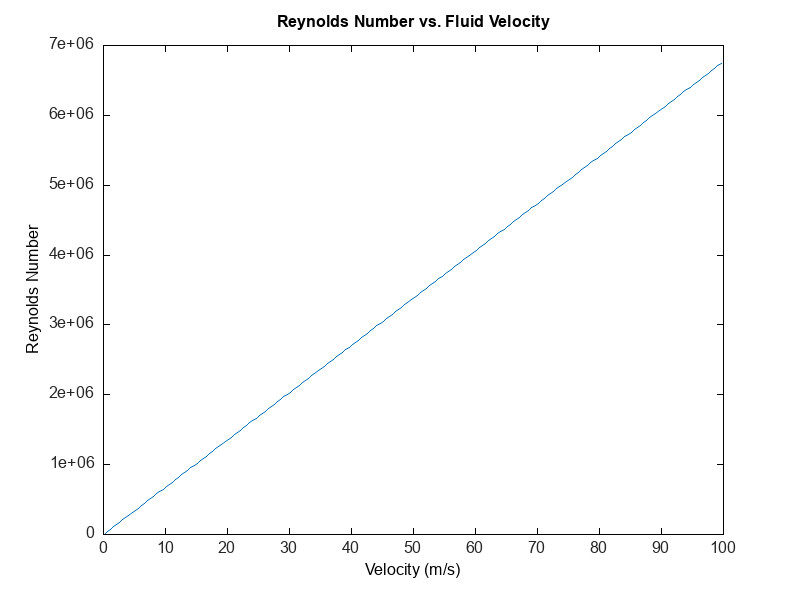 Reynolds Number vs. Fluid Velocity
7e+06
6e+06
5e+06
4e+06
3e+06
2e+06
1e+06
0
Reynolds Number
0 10 20 30 40 50 60 70 80 90 100
Velocity (m/s)